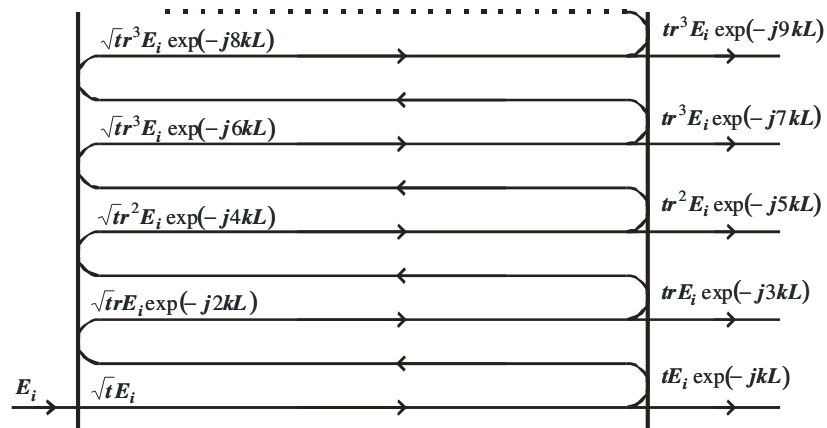 √tr³Eᵢ exp(−j8kL) tr³Eᵢ exp(−j9kL)
√tr³Eᵢ exp(−j6kL) tr³Eᵢ exp(−j7kL)
√tr²Eᵢ exp(−j4kL) tr²Eᵢ exp(−j5kL)
√trEᵢ exp(−j2kL) trEᵢ exp(−j3kL)
Eᵢ √tEᵢ tEᵢ exp(−jkL)